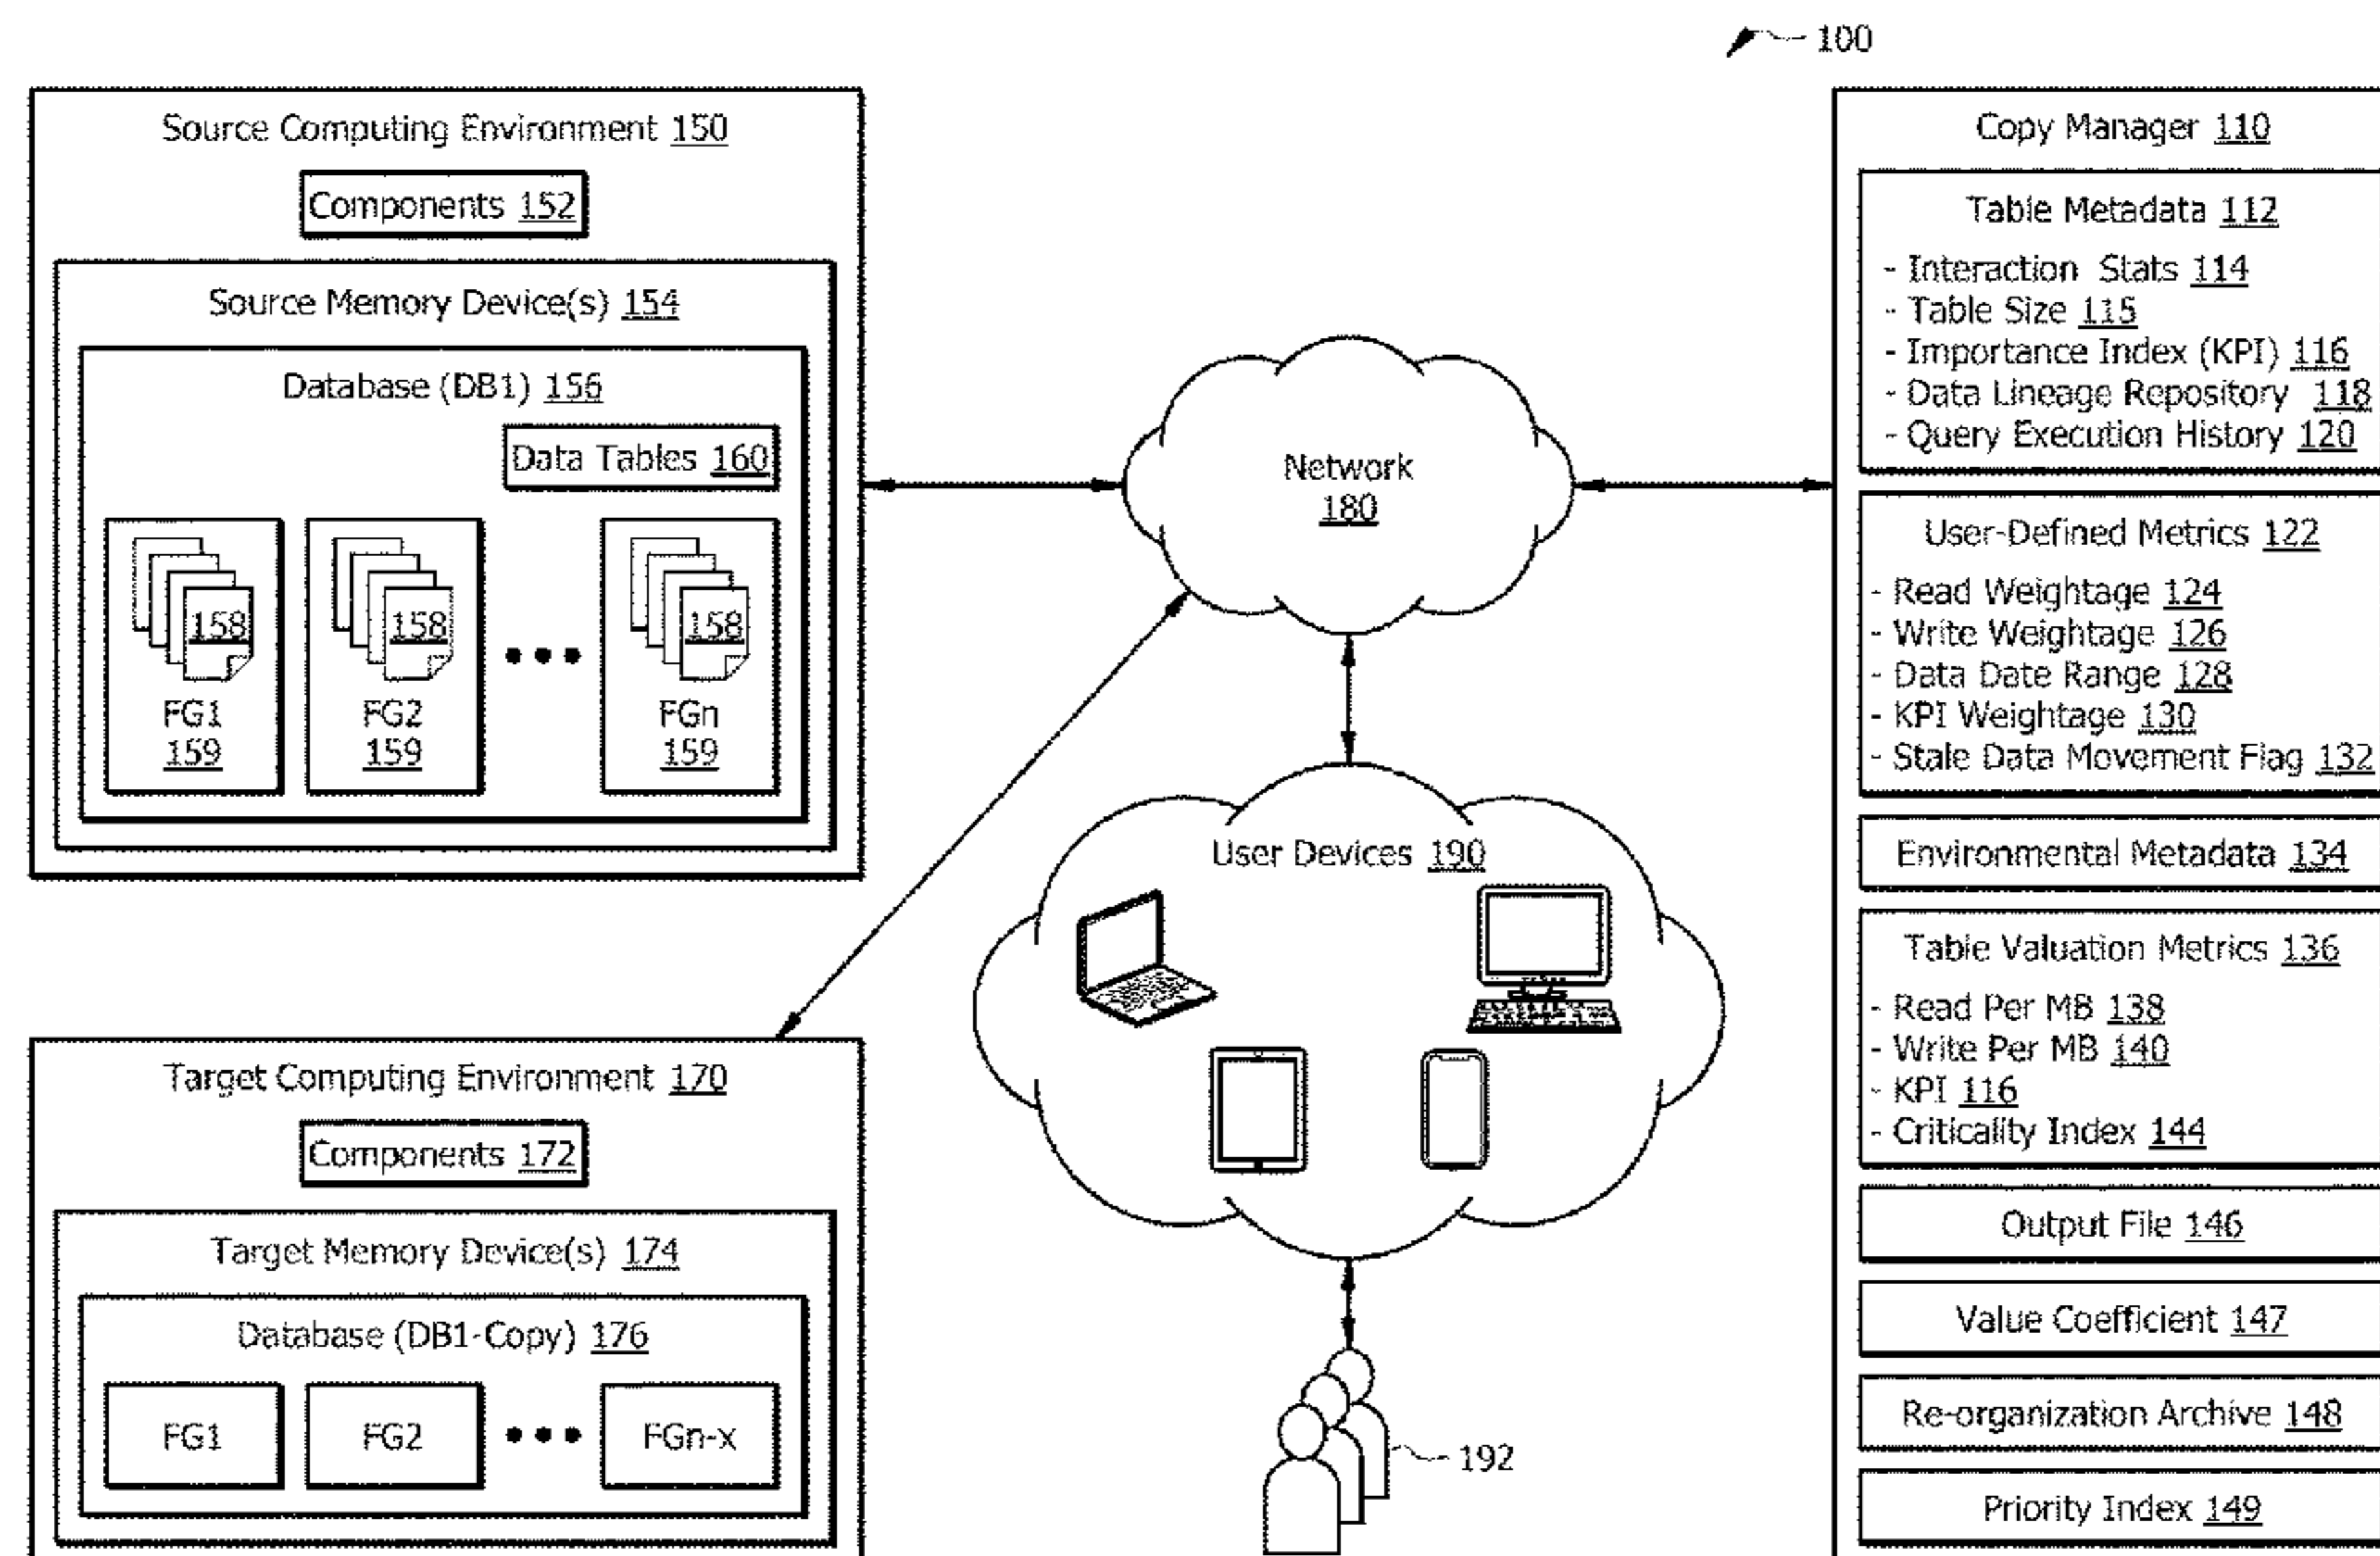 100
Source Computing Environment 150
Components 152
Source Memory Device(s) 154
Database (DB1) 156
Data Tables 160
158 158 158
FG1 FG2 FGn
159 159 159
Target Computing Environment 170
Components 172
Target Memory Device(s) 174
Database (DB1-Copy) 176
FG1 FG2 FGn-x
Network
180
User Devices 190
192
Copy Manager 110
Table Metadata 112
- Interaction Stats 114
- Table Size 115
- Importance Index (KPI) 116
- Data Lineage Repository 118
- Query Execution History 120
User-Defined Metrics 122
- Read Weightage 124
- Write Weightage 126
- Data Date Range 128
- KPI Weightage 130
- Stale Data Movement Flag 132
Environmental Metadata 134
Table Valuation Metrics 136
- Read Per MB 138
- Write Per MB 140
- KPI 116
- Criticality Index 144
Output File 146
Value Coefficient 147
Re-organization Archive 148
Priority Index 149